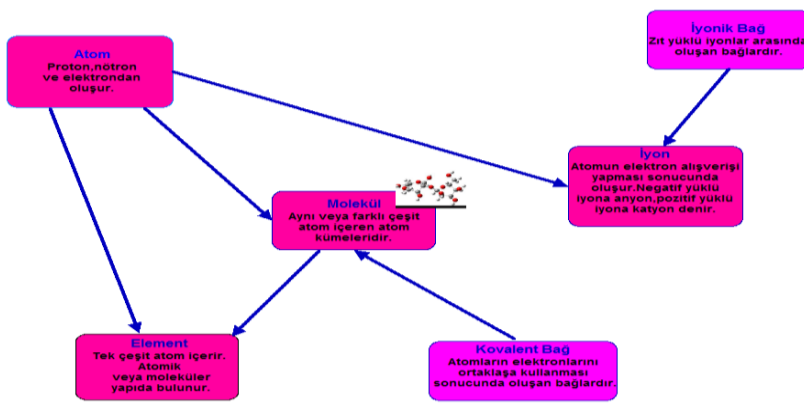 Atom
Proton,nötron
ve elektrondan
oluşur.
İyonik Bağ
Zıt yüklü iyonlar arasında
oluşan bağlardır.
İyon
Atomun elektron alışverişi
yapması sonucunda
oluşur.Negatif yüklü
iyona anyon,pozitif yüklü
iyona katyon denir.
Molekül
Aynı veya farklı çeşit
atom içeren atom
kümeleridir.
Element
Tek çeşit atom içerir.
Atomik
veya moleküler
yapıda bulunur.
Kovalent Bağ
Atomların elektronlarını
ortaklaşa kullanması
sonucunda oluşan bağlardır.